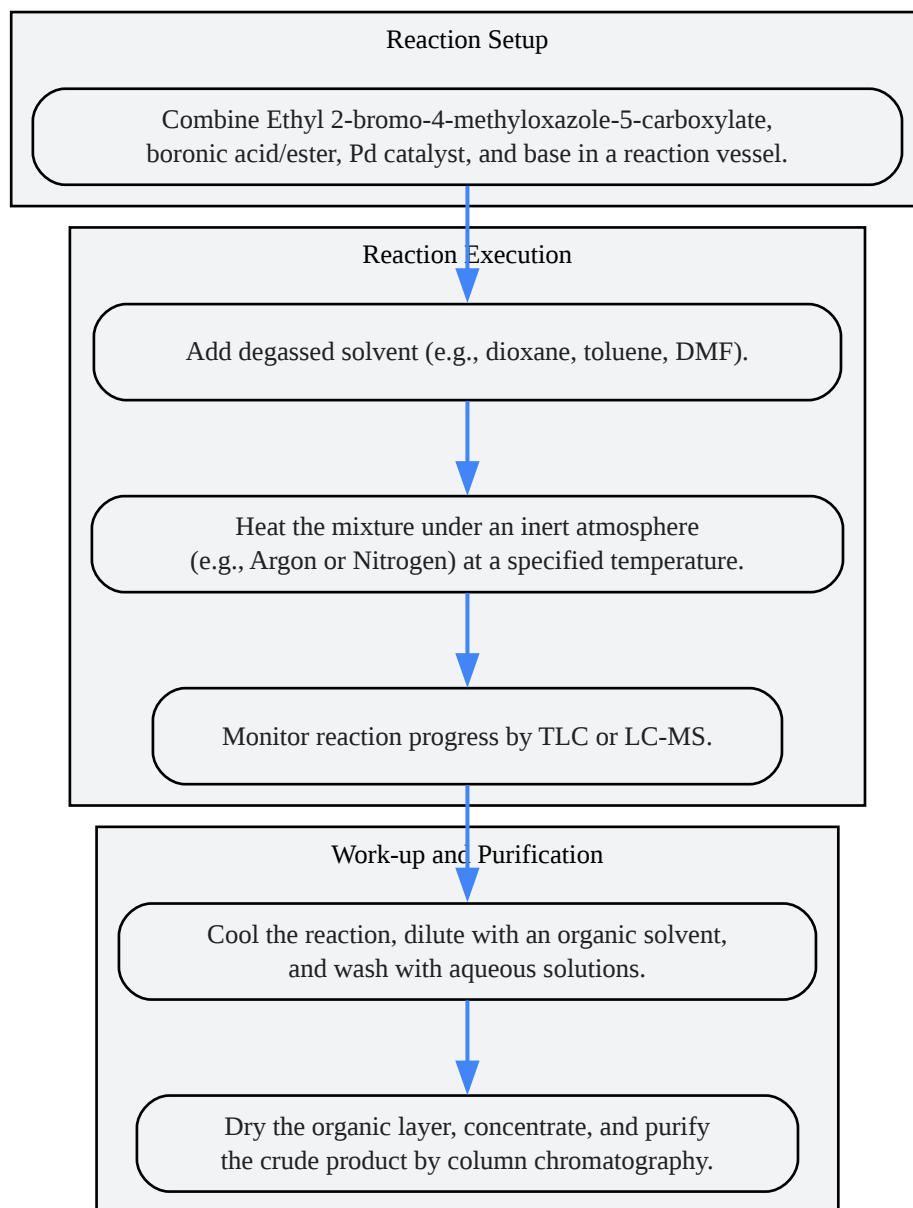 Reaction Setup
Combine Ethyl 2-bromo-4-methyloxazole-5-carboxylate,
boronic acid/ester, Pd catalyst, and base in a reaction vessel.
Reaction Execution
Add degassed solvent (e.g., dioxane, toluene, DMF).
Heat the mixture under an inert atmosphere
(e.g., Argon or Nitrogen) at a specified temperature.
Monitor reaction progress by TLC or LC-MS.
Work-up and Purification
Cool the reaction, dilute with an organic solvent,
and wash with aqueous solutions.
Dry the organic layer, concentrate, and purify
the crude product by column chromatography.